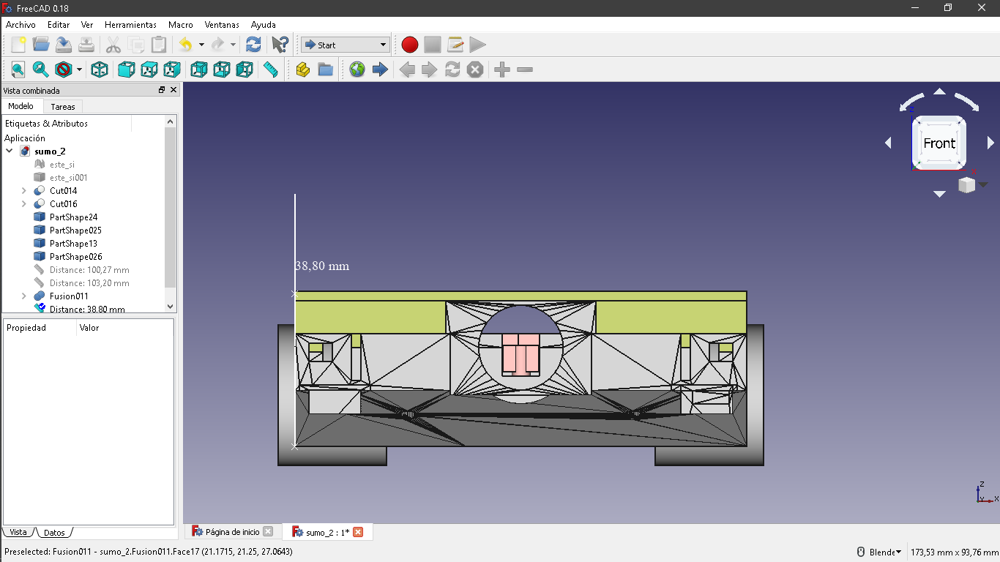 FreeCAD 0.18
Archivo Editar Ver Herramientas Macro Ventanas Ayuda
Start
Vista combinada
Modelo Tareas
Etiquetas & Atributos
Aplicación
sumo_2
este_si
este_si001
Cut014
Cut016
PartShape24
PartShape025
PartShape13
PartShape026
Distance: 100,27 mm
Distance: 103,20 mm
Fusion011
Distance: 38.80 mm
Propiedad Valor
Vista Datos
38,80 mm
Z
Front
X
Z
Y X
Página de inicio
sumo_2 : 1*
Preselected: Fusion011 - sumo_2.Fusion011.Face17 (21.1715, 21.25, 27.0643)
Blende
173,53 mm x 93,76 mm